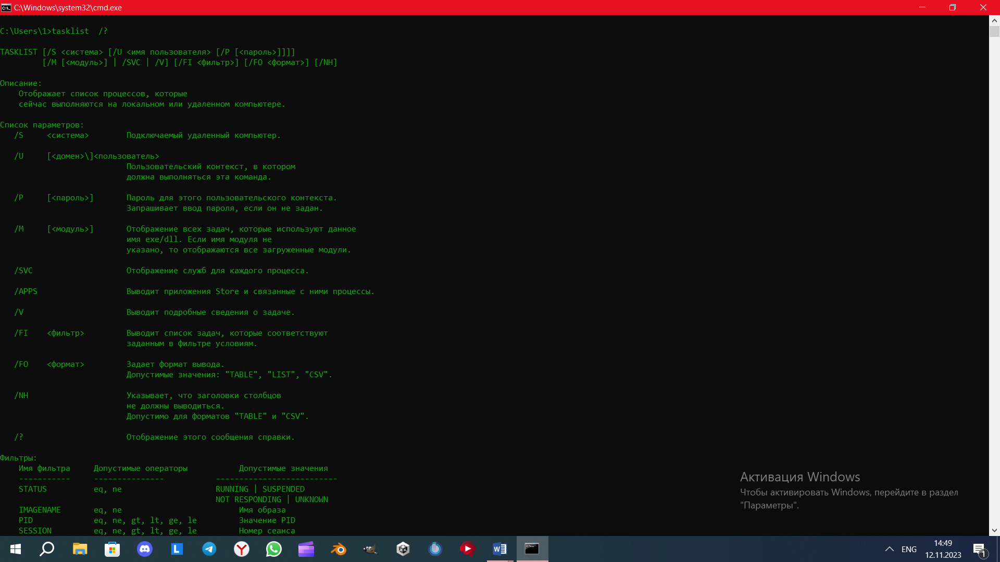 C:\Windows\system32\cmd.exe
C:\Users\1>tasklist  /?
TASKLIST [/S <система> [/U <имя пользователя> [/P [<пароль>]]]]
[/M [<модуль>] | /SVC | /V] [/FI <фильтр>] [/FO <формат>] [/NH]
Описание:
Отображает список процессов, которые
сейчас выполняются на локальном или удаленном компьютере.
Список параметров:
/S     <система>        Подключаемый удаленный компьютер.
/U     [<домен>\]<пользователь>
Пользовательский контекст, в котором
должна выполняться эта команда.
/P     [<пароль>]       Пароль для этого пользовательского контекста.
Запрашивает ввод пароля, если он не задан.
/M     [<модуль>]       Отображение всех задач, которые используют данное
имя exe/dll. Если имя модуля не
указано, то отображаются все загруженные модули.
/SVC                    Отображение служб для каждого процесса.
/APPS                   Выводит приложения Store и связанные с ними процессы.
/V                      Выводит подробные сведения о задаче.
/FI    <фильтр>         Выводит список задач, которые соответствуют
заданным в фильтре условиям.
/FO    <формат>         Задает формат вывода.
Допустимые значения: "TABLE", "LIST", "CSV".
/NH                     Указывает, что заголовки столбцов
не должны выводиться.
Допустимо для форматов "TABLE" и "CSV".
/?                      Отображение этого сообщения справки.
Фильтры:
Имя фильтра     Допустимые операторы           Допустимые значения
-----------     ---------------           --------------------------
STATUS          eq, ne                    RUNNING | SUSPENDED
NOT RESPONDING | UNKNOWN
IMAGENAME       eq, ne                         Имя образа
PID             eq, ne, gt, lt, ge, le         Значение PID
SESSION         eq, ne, gt, lt, ge, le         Номер сеанса
Активация Windows
Чтобы активировать Windows, перейдите в раздел
"Параметры".
ENG
14:49
12.11.2023
1